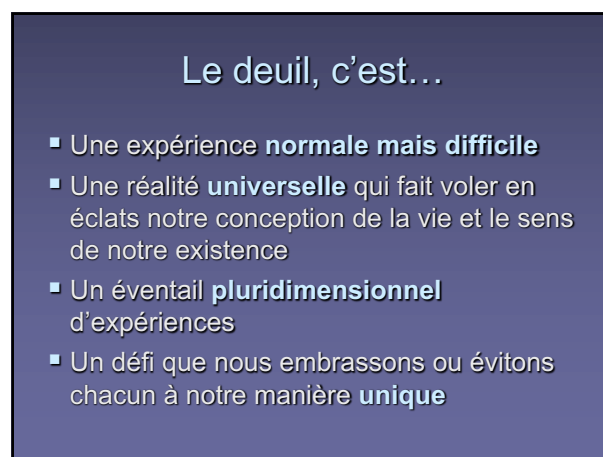 Le deuil, c’est…
▪ Une expérience normale mais difficile
▪ Une réalité universelle qui fait voler en
éclats notre conception de la vie et le sens
de notre existence
▪ Un éventail pluridimensionnel
d’expériences
▪ Un défi que nous embrassons ou évitons
chacun à notre manière unique